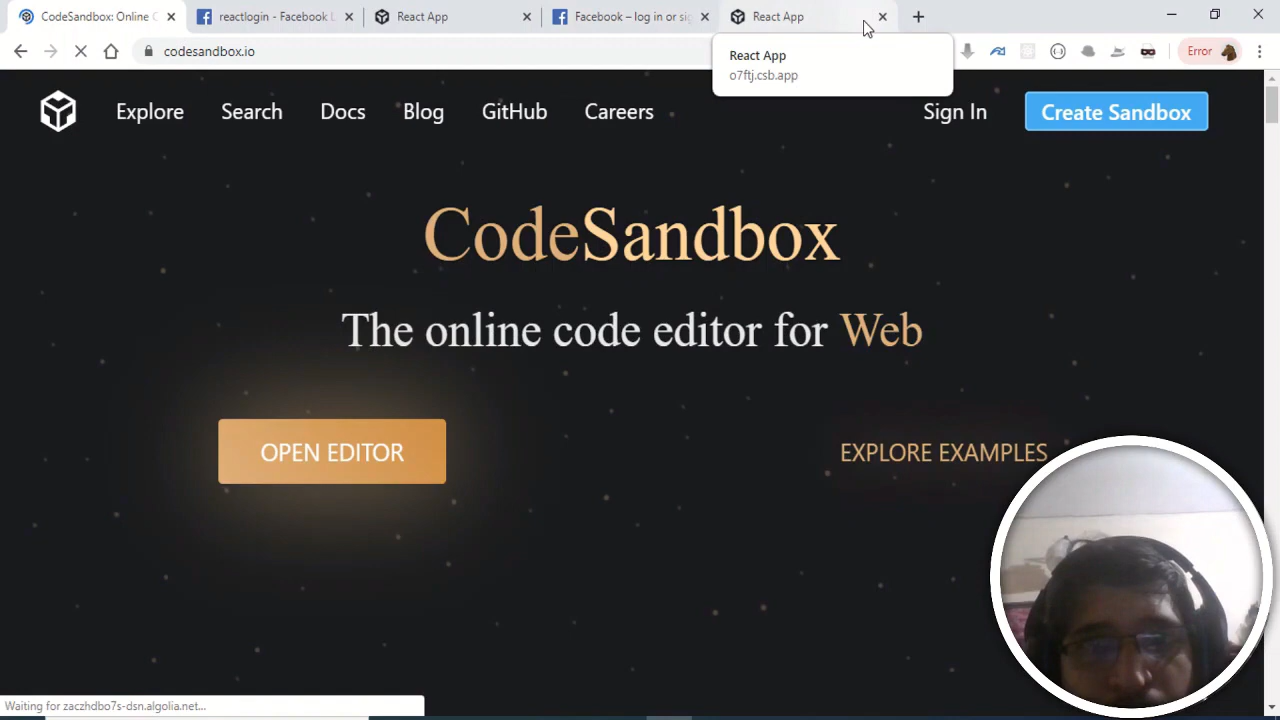 CodeSandbox: Online C
reactlogin - Facebook L
React App
Facebook – log in or sig
React App
codesandbox.io
Error
React App
o7ftj.csb.app
Explore
Search
Docs
Blog
GitHub
Careers
Sign In
Create Sandbox
CodeSandbox
The online code editor for Web
OPEN EDITOR
EXPLORE EXAMPLES
Waiting for zaczhdbo7s-dsn.algolia.net...